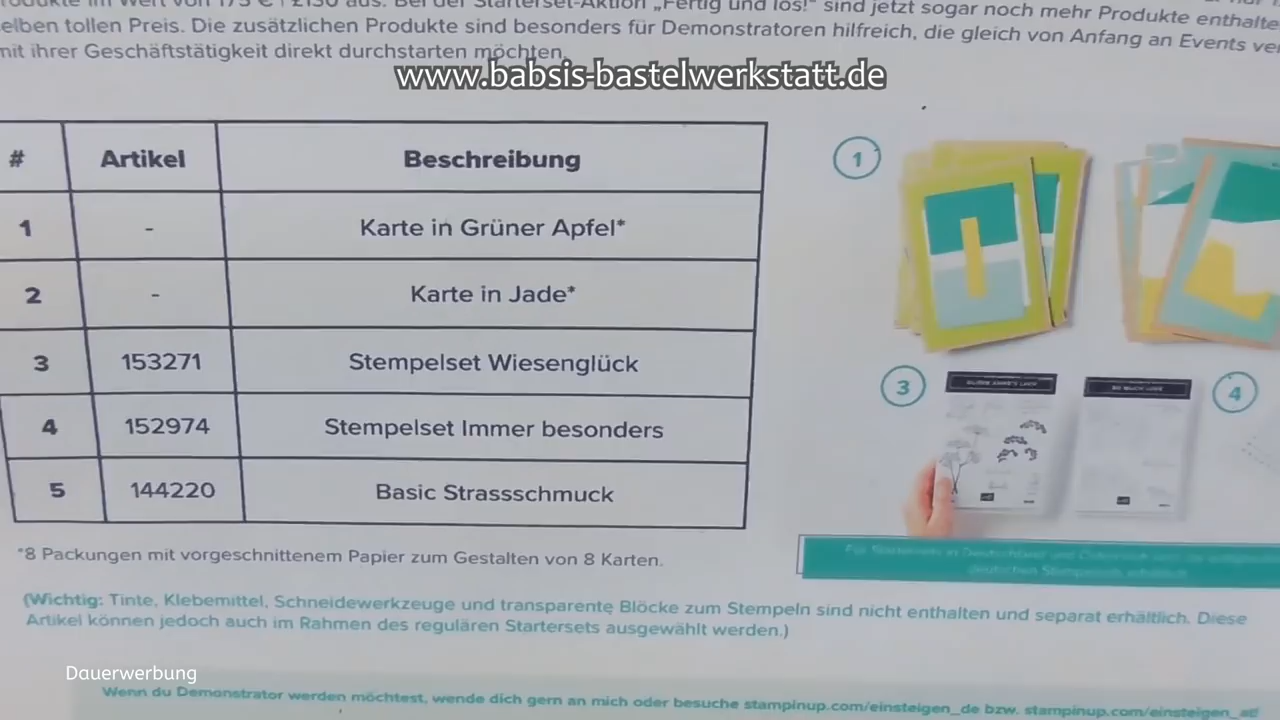 Produkte im Wert von 175 € | £130 aus. Bei der Starterset-Aktion „Fertig und los!“ sind jetzt sogar noch mehr Produkte
elben tollen Preis. Die zusätzlichen Produkte sind besonders für Demonstratoren hilfreich, die gleich von Anfang an Events
mit ihrer Geschäftstätigkeit direkt durchstarten möchten.
www.babsis-bastelwerkstatt.de
# Artikel Beschreibung
1 - Karte in Grüner Apfel*
2 - Karte in Jade*
3 153271 Stempelset Wiesenglück
4 152974 Stempelset Immer besonders
5 144220 Basic Strassschmuck
1
3
4
*8 Packungen mit vorgeschnittenem Papier zum Gestalten von 8 Karten.
(Wichtig: Tinte, Klebemittel, Schneidewerkzeuge und transparente Blöcke zum Stempeln sind nicht enthalten und separat erhältlich. Diese
Artikel können jedoch auch im Rahmen des regulären Startersets ausgewählt werden.)
Dauerwerbung
Wenn du Demonstrator werden möchtest, wende dich gern an mich oder besuche stampinup.com/einsteigen_de bzw. stampinup.com/einsteigen_at!